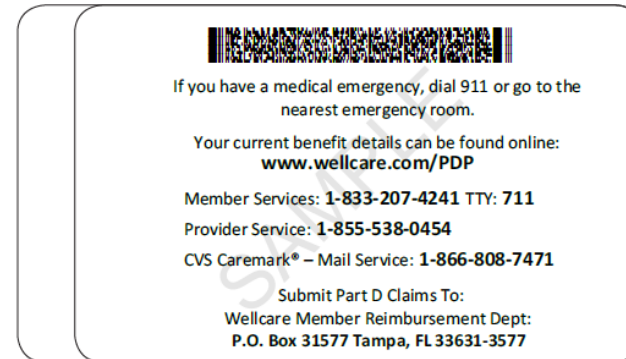 If you have a medical emergency, dial 911 or go to the
nearest emergency room.
Your current benefit details can be found online:
www.wellcare.com/PDP
Member Services: 1-833-207-4241 TTY: 711
Provider Service: 1-855-538-0454
CVS Caremark® – Mail Service: 1-866-808-7471
Submit Part D Claims To:
Wellcare Member Reimbursement Dept:
P.O. Box 31577 Tampa, FL 33631-3577
SAMPLE